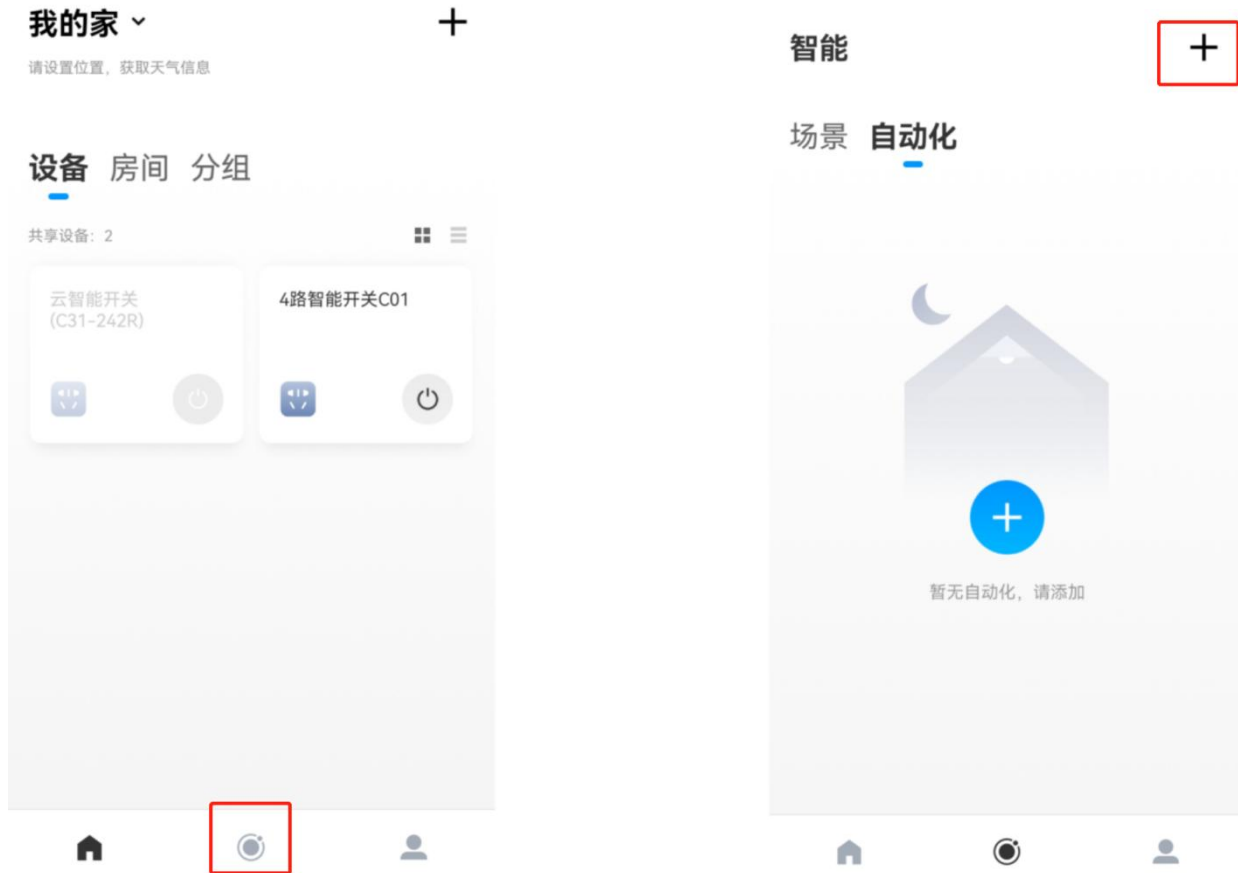 我的家
请设置位置，获取天气信息
设备 房间 分组
共享设备：2
云智能开关
(C31-242R)
4路智能开关C01
智能
场景 自动化
暂无自动化，请添加